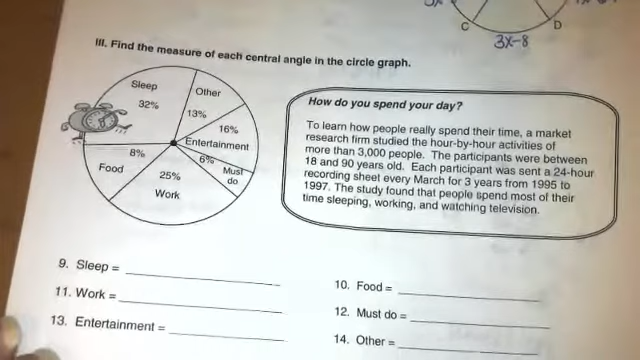 C
D
3x-8
III. Find the measure of each central angle in the circle graph.
Sleep
32%
Other
13%
16%
Entertainment
8%
Food
6%
Must
do
25%
Work
How do you spend your day?
To learn how people really spend their time, a market
research firm studied the hour-by-hour activities of
more than 3,000 people. The participants were between
18 and 90 years old. Each participant was sent a 24-hour
recording sheet every March for 3 years from 1995 to
1997. The study found that people spend most of their
time sleeping, working, and watching television.
9. Sleep =
10. Food =
11. Work =
12. Must do =
13. Entertainment =
14. Other =